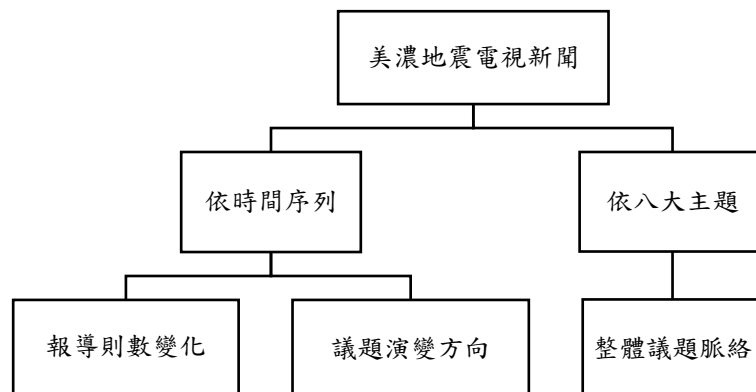 美濃地震電視新聞
依時間序列
依八大主題
報導則數變化
議題演變方向
整體議題脈絡